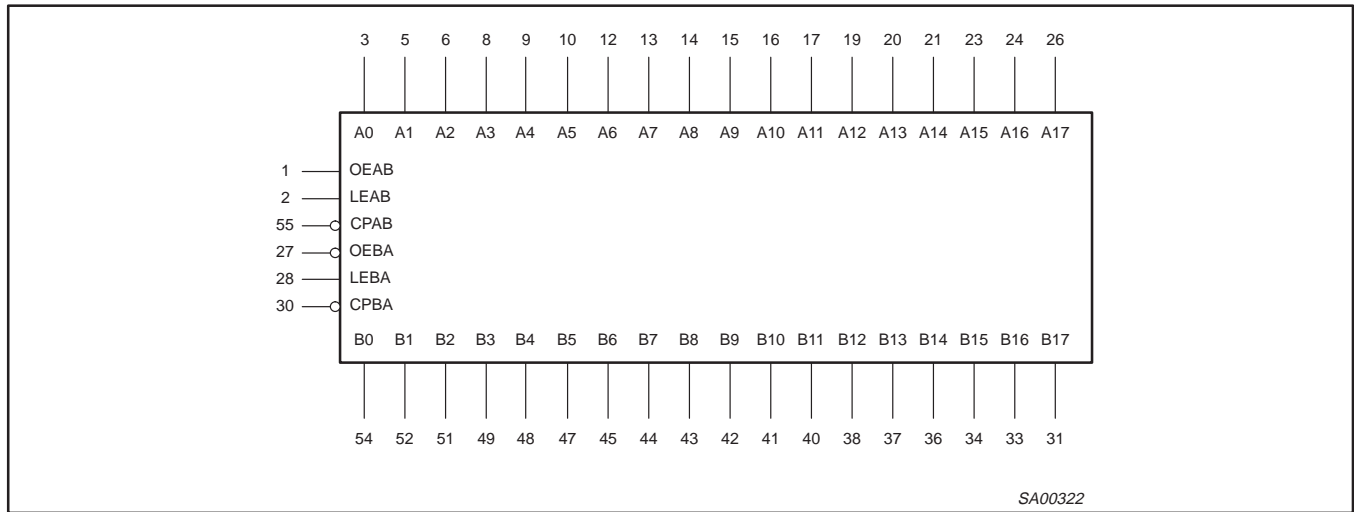 3 5 6 8 9 10 12 13 14 15 16 17 19 20 21 23 24 26
A0 A1 A2 A3 A4 A5 A6 A7 A8 A9 A10 A11 A12 A13 A14 A15 A16 A17
1 OEAB
2 LEAB
55 CPAB
27 OEBA
28 LEBA
30 CPBA
B0 B1 B2 B3 B4 B5 B6 B7 B8 B9 B10 B11 B12 B13 B14 B15 B16 B17
54 52 51 49 48 47 45 44 43 42 41 40 38 37 36 34 33 31
SA00322